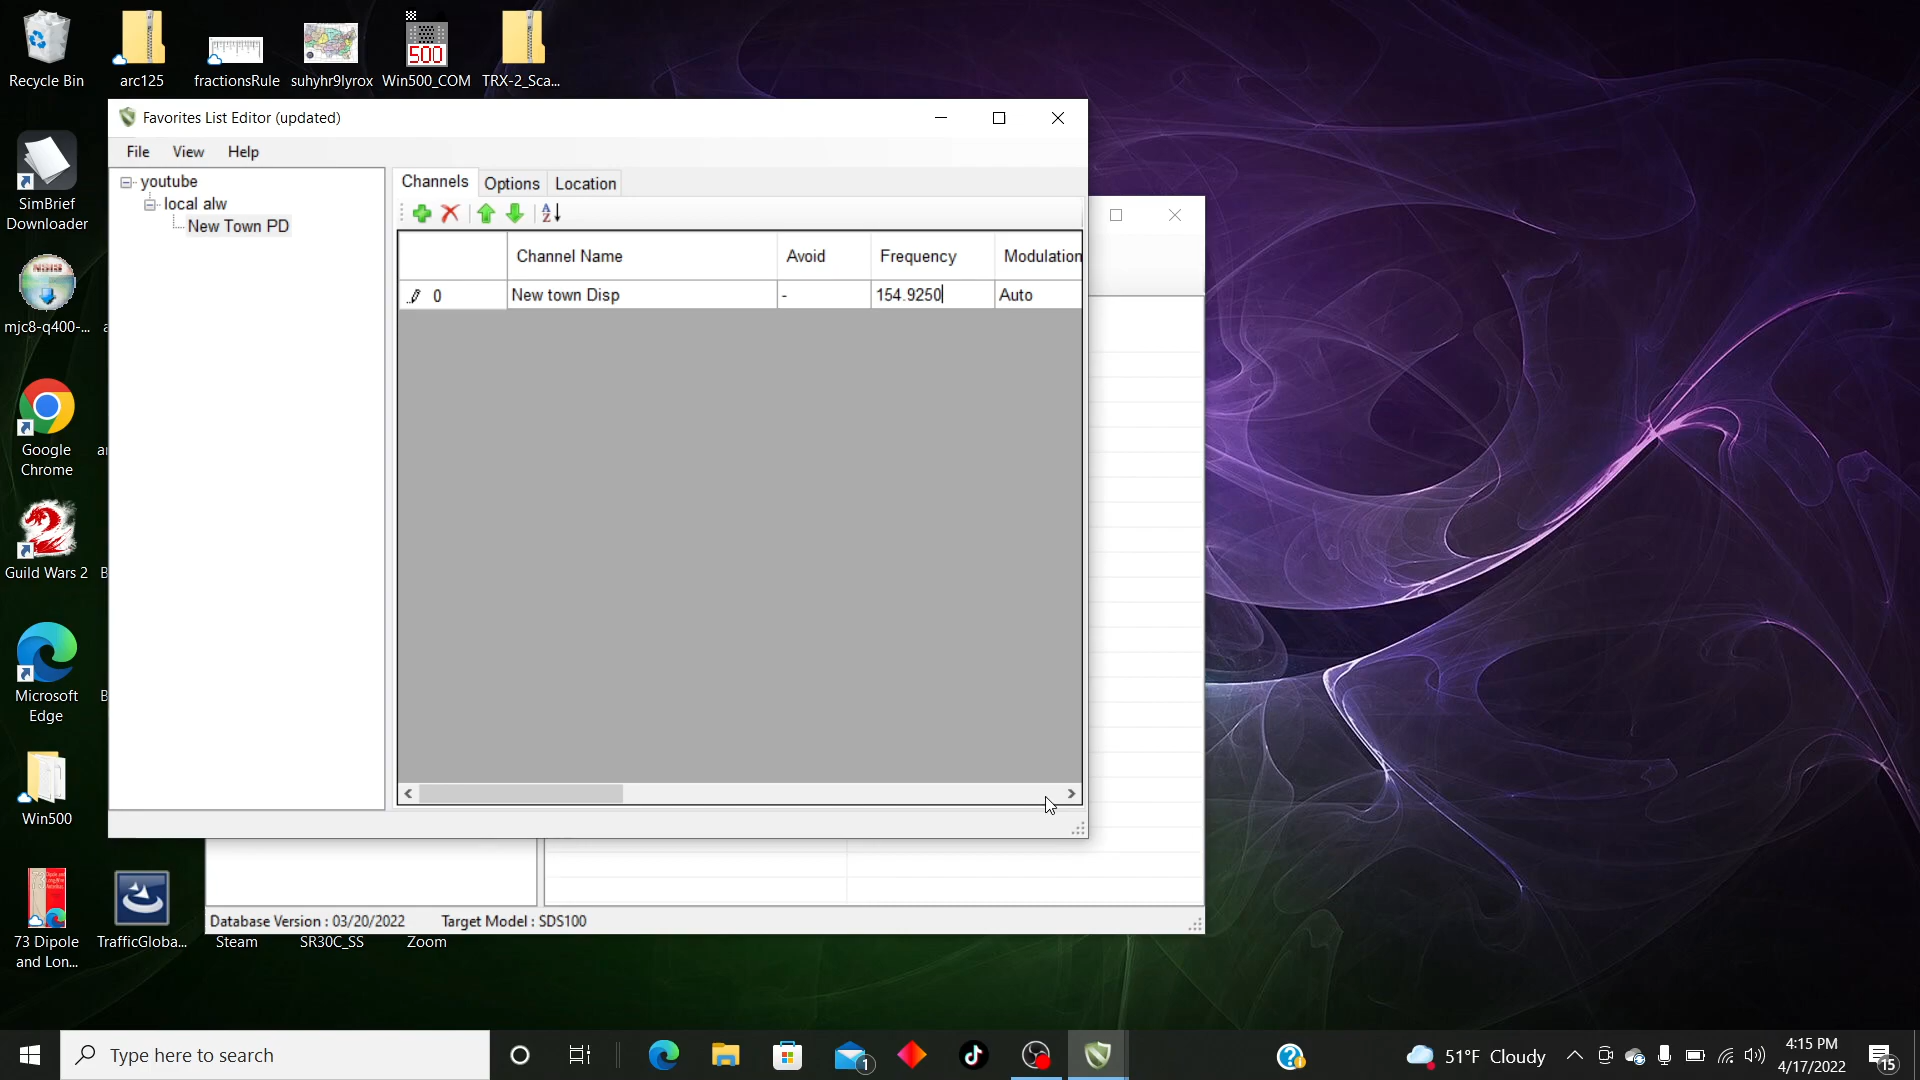 Recycle Bin
arc125
fractionsRule
suhyhr9lyrox
500
Win500_COM
TRX-2_Sca...
SimBrief
Downloader
mjc8-q400-...
Google
Chrome
Guild Wars 2
Microsoft
Edge
Win500
73 Dipole
and Lon...
TrafficGloba...
Steam
SR30C_SS
Zoom
Favorites List Editor (updated)
File
View
Help
youtube
local alw
New Town PD
Channels
Options
Location
Channel Name
Avoid
Frequency
Modulation
0
New town Disp
-
154.9250
Auto
Database Version : 03/20/2022
Target Model : SDS100
Type here to search
1
51°F Cloudy
4:15 PM
4/17/2022
15